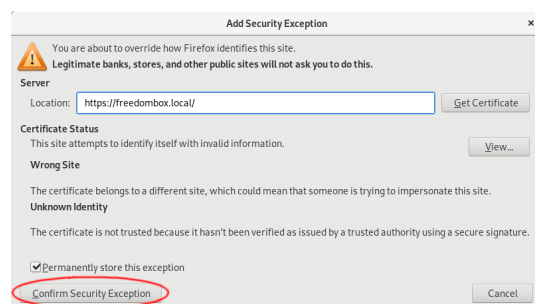 Add Security Exception
×
You are about to override how Firefox identifies this site.
Legitimate banks, stores, and other public sites will not ask you to do this.
Server
Location: https://freedombox.local/ Get Certificate
Certificate Status
This site attempts to identify itself with invalid information. View...
Wrong Site
The certificate belongs to a different site, which could mean that someone is trying to impersonate this site.
Unknown Identity
The certificate is not trusted because it hasn't been verified as issued by a trusted authority using a secure signature.
Permanently store this exception
Confirm Security Exception Cancel